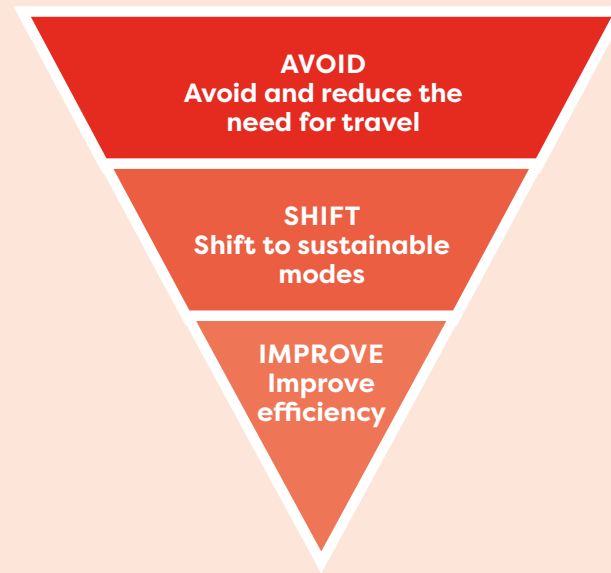 AVOID
Avoid and reduce the
need for travel
SHIFT
Shift to sustainable
modes
IMPROVE
Improve
efficiency